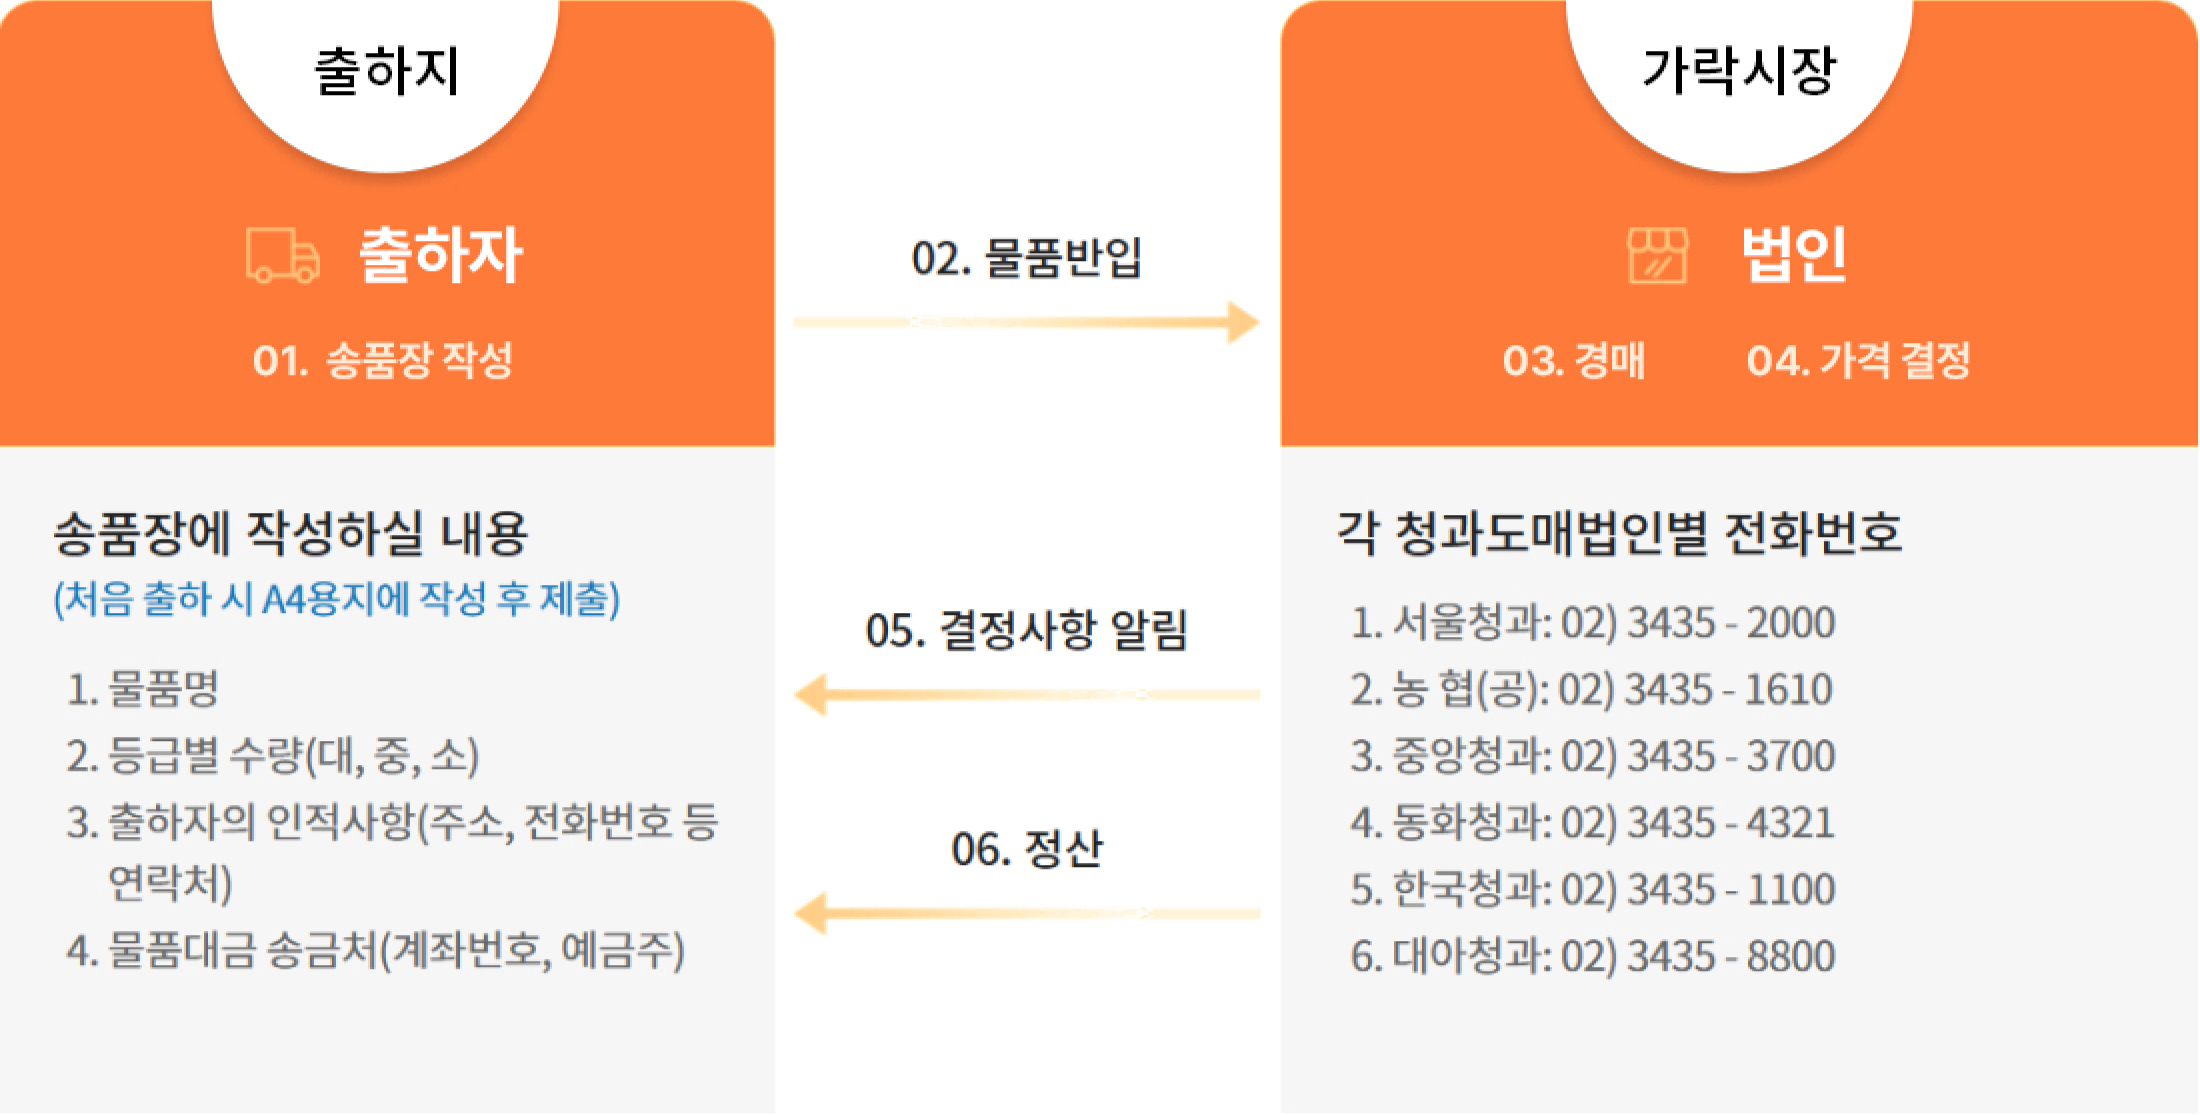 출하지
출하자
01. 송품장 작성
송품장에 작성하실 내용
(처음 출하 시 A4용지에 작성 후 제출)
1. 물품명
2. 등급별 수량(대, 중, 소)
3. 출하자의 인적사항(주소, 전화번호 등
연락처)
4. 물품대금 송금처(계좌번호, 예금주)
02. 물품반입
05. 결정사항 알림
06. 정산
가락시장
법인
03. 경매 04. 가격 결정
각 청과도매법인별 전화번호
1. 서울청과: 02) 3435 - 2000
2. 농 협(공): 02) 3435 - 1610
3. 중앙청과: 02) 3435 - 3700
4. 동화청과: 02) 3435 - 4321
5. 한국청과: 02) 3435 - 1100
6. 대아청과: 02) 3435 - 8800